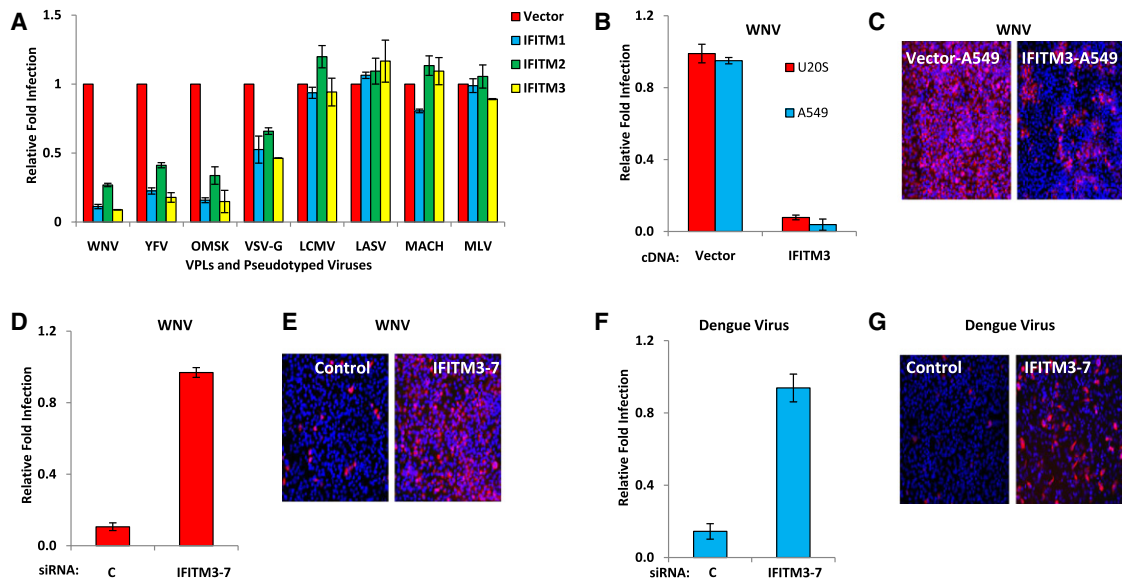 A
Relative Fold Infection
1.5
1
0.5
0
Vector
IFITM1
IFITM2
IFITM3
WNV YFV OMSK VSV-G LCMV LASV MACH MLV
VPLs and Pseudotyped Viruses
B
WNV
Relative Fold Infection
1.2
0.8
0.4
0.0
U20S
A549
cDNA: Vector IFITM3
C
WNV
Vector-A549 IFITM3-A549
D
WNV
Relative Fold Infection
1.2
0.8
0.4
0.0
siRNA: C IFITM3-7
E
WNV
Control IFITM3-7
F
Dengue Virus
Relative Fold Infection
1.2
0.8
0.4
0.0
siRNA: C IFITM3-7
G
Dengue Virus
Control IFITM3-7